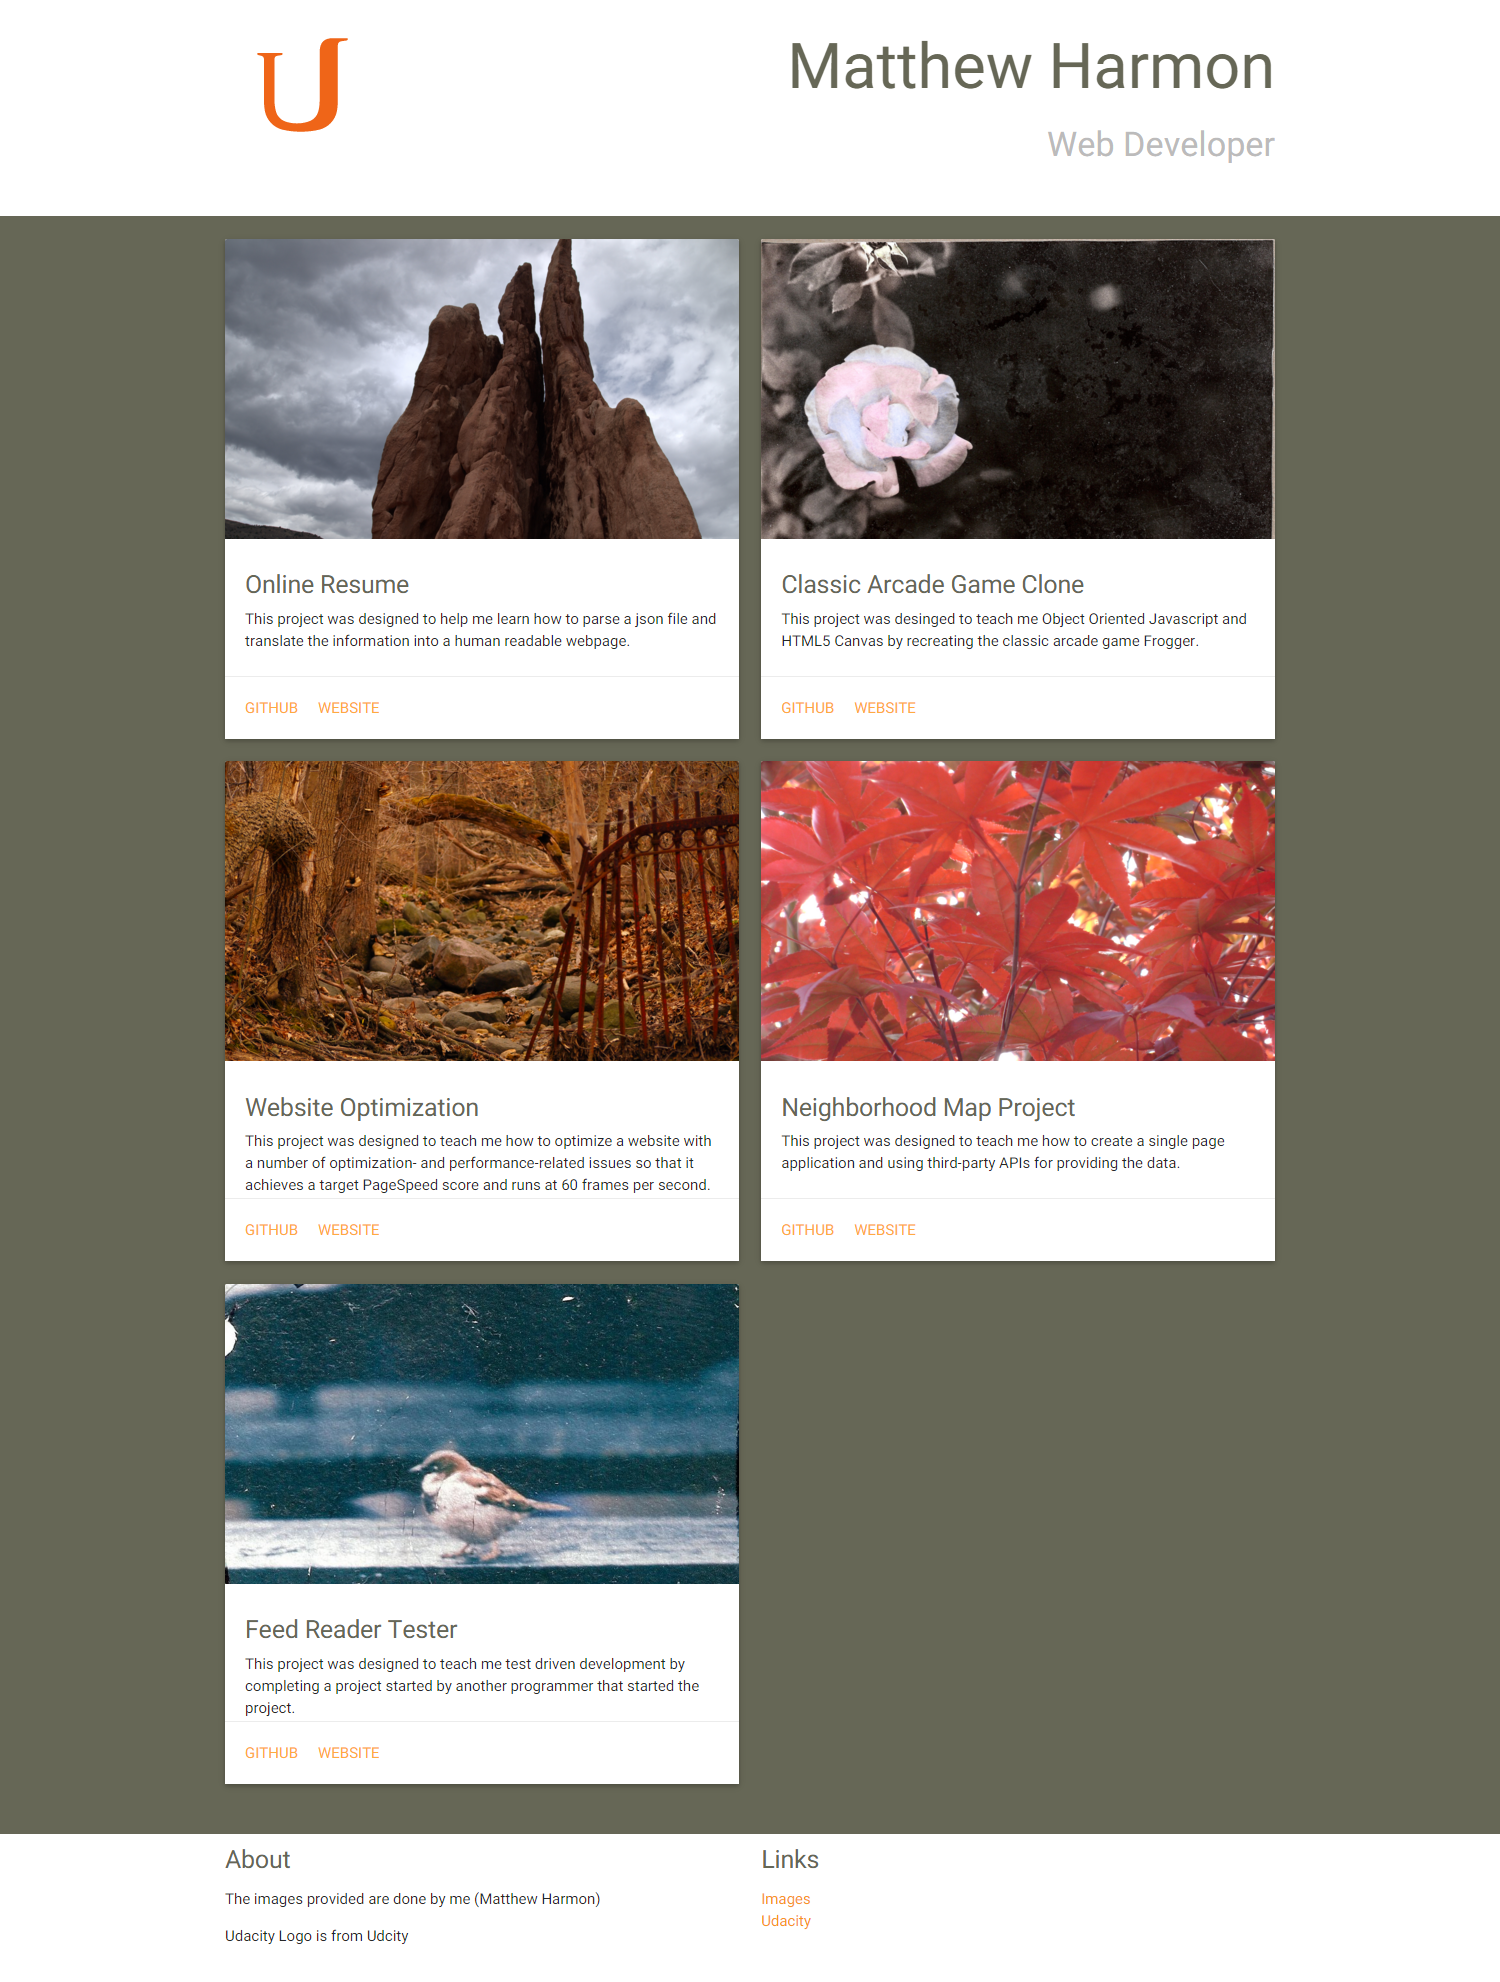 U
Matthew Harmon
Web Developer
Online Resume
This project was designed to help me learn how to parse a json file and
translate the information into a human readable webpage.
GITHUB WEBSITE
Classic Arcade Game Clone
This project was desinged to teach me Object Oriented Javascript and
HTML5 Canvas by recreating the classic arcade game Frogger.
GITHUB WEBSITE
Website Optimization
This project was designed to teach me how to optimize a website with
a number of optimization- and performance-related issues so that it
achieves a target PageSpeed score and runs at 60 frames per second.
GITHUB WEBSITE
Neighborhood Map Project
This project was designed to teach me how to create a single page
application and using third-party APIs for providing the data.
GITHUB WEBSITE
Feed Reader Tester
This project was designed to teach me test driven development by
completing a project started by another programmer that started the
project.
GITHUB WEBSITE
About
The images provided are done by me (Matthew Harmon)
Udacity Logo is from Udcity
Links
Images
Udacity